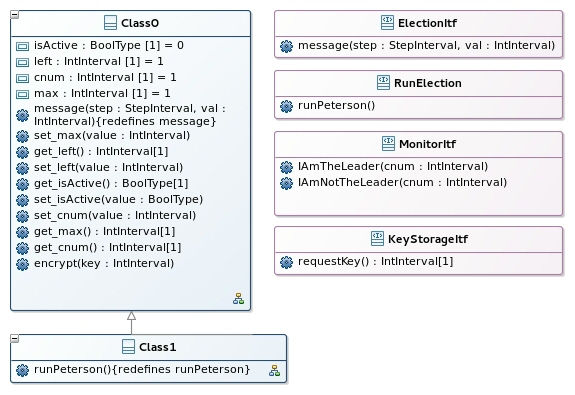 Class0
isActive : BoolType [1] = 0
left : IntInterval [1] = 1
cnum : IntInterval [1] = 1
max : IntInterval [1] = 1
message(step : StepInterval, val :
IntInterval){redefines message}
set_max(value : IntInterval)
get_left() : IntInterval[1]
set_left(value : IntInterval)
get_isActive() : BoolType[1]
set_isActive(value : BoolType)
set_cnum(value : IntInterval)
get_max() : IntInterval[1]
get_cnum() : IntInterval[1]
encrypt(key : IntInterval)
Class1
runPeterson(){redefines runPeterson}
ElectionItf
message(step : StepInterval, val : IntInterval)
RunElection
runPeterson()
MonitorItf
IAmTheLeader(cnum : IntInterval)
IAmNotTheLeader(cnum : IntInterval)
KeyStorageItf
requestKey() : IntInterval[1]